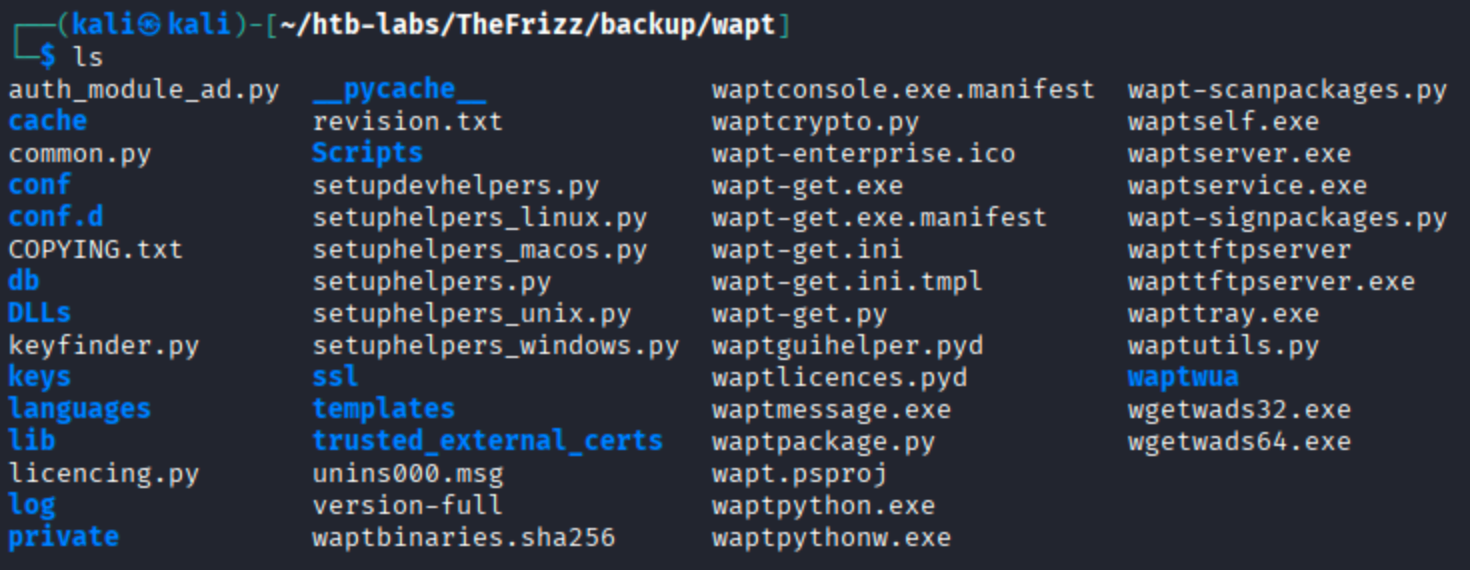 ┌──(kali㉿kali)-[~/htb-labs/TheFrizz/backup/wapt]
└─$ ls
auth_module_ad.py  __pycache__              waptconsole.exe.manifest  wapt-scanpackages.py
cache              revision.txt             waptcrypto.py             waptself.exe
common.py          Scripts                  wapt-enterprise.ico       waptserver.exe
conf               setupdevhelpers.py       wapt-get.exe              waptservice.exe
conf.d             setuphelpers_linux.py    wapt-get.exe.manifest     wapt-signpackages.py
COPYING.txt        setuphelpers_macos.py    wapt-get.ini              wapttftpserver
db                 setuphelpers.py          wapt-get.ini.tmpl         wapttftpserver.exe
DLLs               setuphelpers_unix.py     wapt-get.py               wapttray.exe
keyfinder.py       setuphelpers_windows.py  waptguihelper.pyd         waptutils.py
keys               ssl                      waptlicences.pyd          waptwua
languages          templates                waptmessage.exe           wgetwads32.exe
lib                trusted_external_certs   waptpackage.py            wgetwads64.exe
licencing.py       unins000.msg             wapt.psproj
log                version-full             waptpython.exe
private            waptbinaries.sha256      waptpythonw.exe